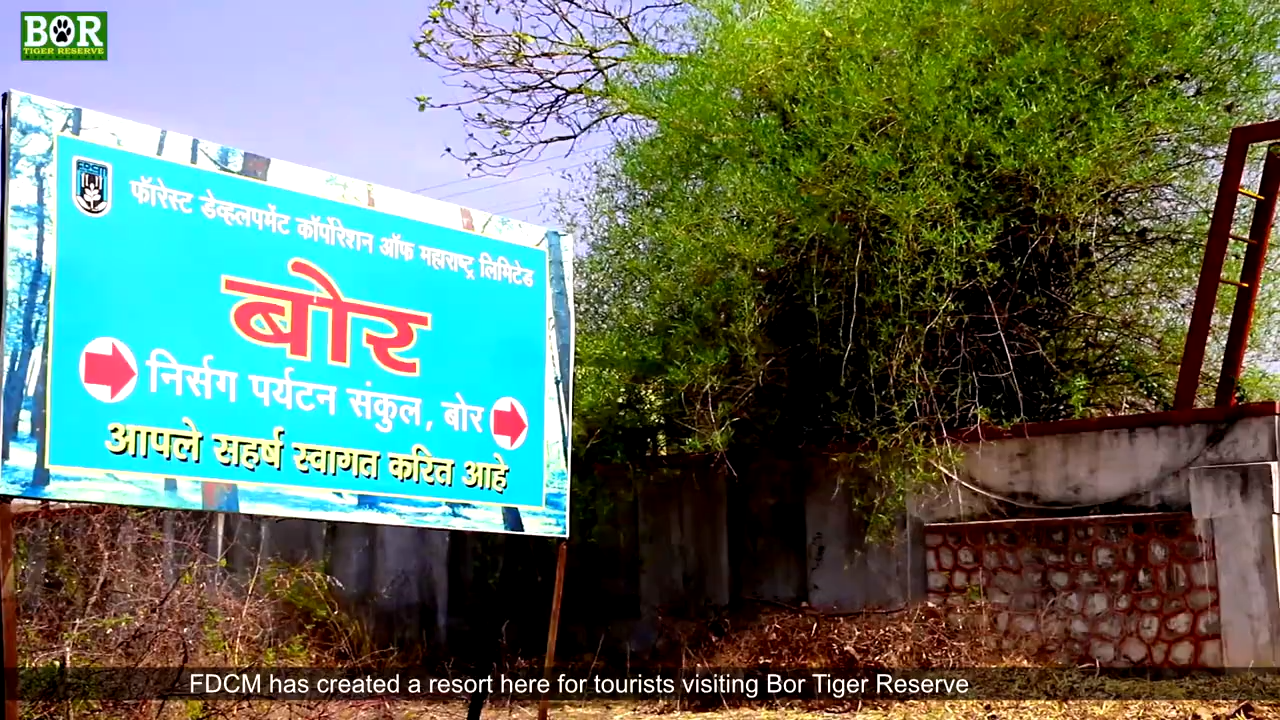 BOR
TIGER RESERVE
फॉरेस्ट डेव्हलपमेंट कॉर्पोरेशन ऑफ महाराष्ट्र लिमिटेड
बोर
निर्सग पर्यटन संकुल, बोर
आपले सहर्ष स्वागत करित आहे
FDCM has created a resort here for tourists visiting Bor Tiger Reserve